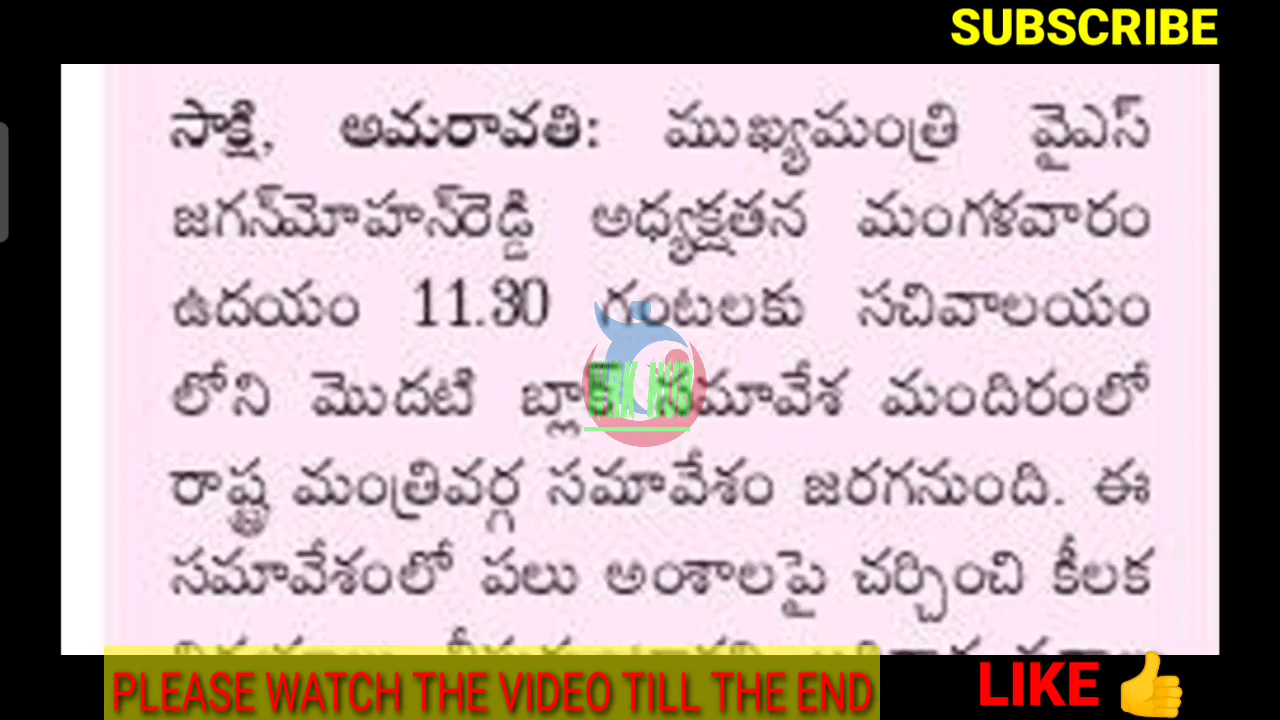 SUBSCRIBE
సాక్షి, అమరావతి: ముఖ్యమంత్రి వైఎస్
జగన్‌మోహన్‌రెడ్డి అధ్యక్షతన మంగళవారం
ఉదయం 11.30 గంటలకు సచివాలయం
లోని మొదటి బ్లాక్ సమావేశ మందిరంలో
రాష్ట్ర మంత్రివర్గ సమావేశం జరగనుంది. ఈ
సమావేశంలో పలు అంశాలపై చర్చించి కీలక
PLEASE WATCH THE VIDEO TILL THE END
LIKE